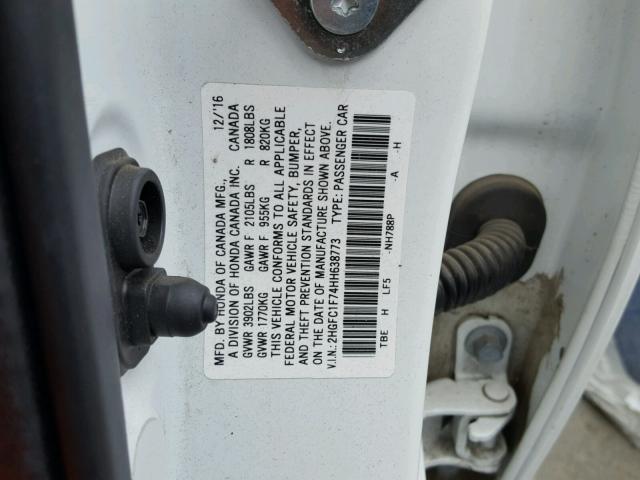 MFD. BY HONDA OF CANADA MFG., 12/'16
A DIVISION OF HONDA CANADA INC. CANADA
GVWR 3902LBS GAWR F 2105LBS R 1808LBS
GVWR 1770KG GAWR F 955KG R 820KG
THIS VEHICLE CONFORMS TO ALL APPLICABLE
FEDERAL MOTOR VEHICLE SAFETY, BUMPER,
AND THEFT PREVENTION STANDARDS IN EFFECT
ON THE DATE OF MANUFACTURE SHOWN ABOVE.
V.I.N.: 2HGFC1F74HH638773 TYPE: PASSENGER CAR
TBE H LF5 -NH788P -A H